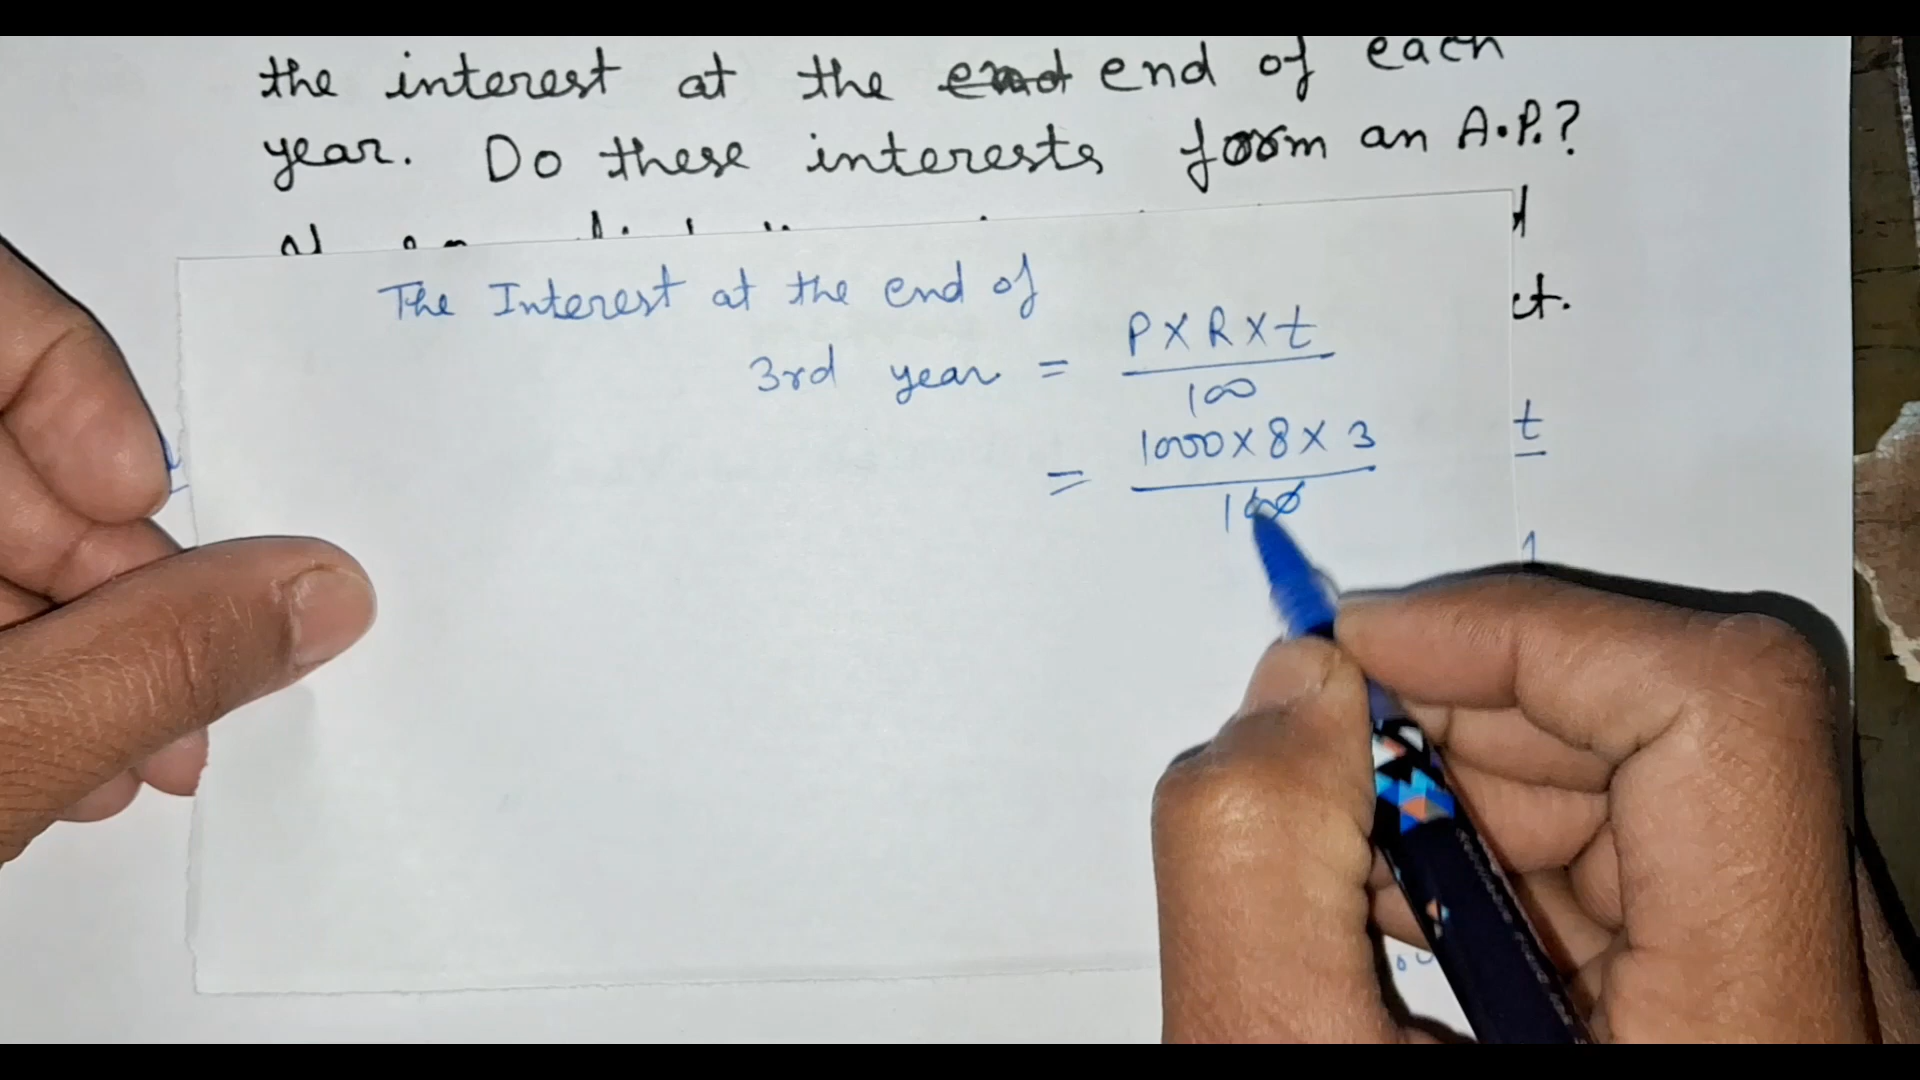 the interest at the end end of each
year. Do these interests form an A.P.?
The Interest at the end of
3rd year = P X R X t
100
ct.
= 1000 X 8 X 3
100
t